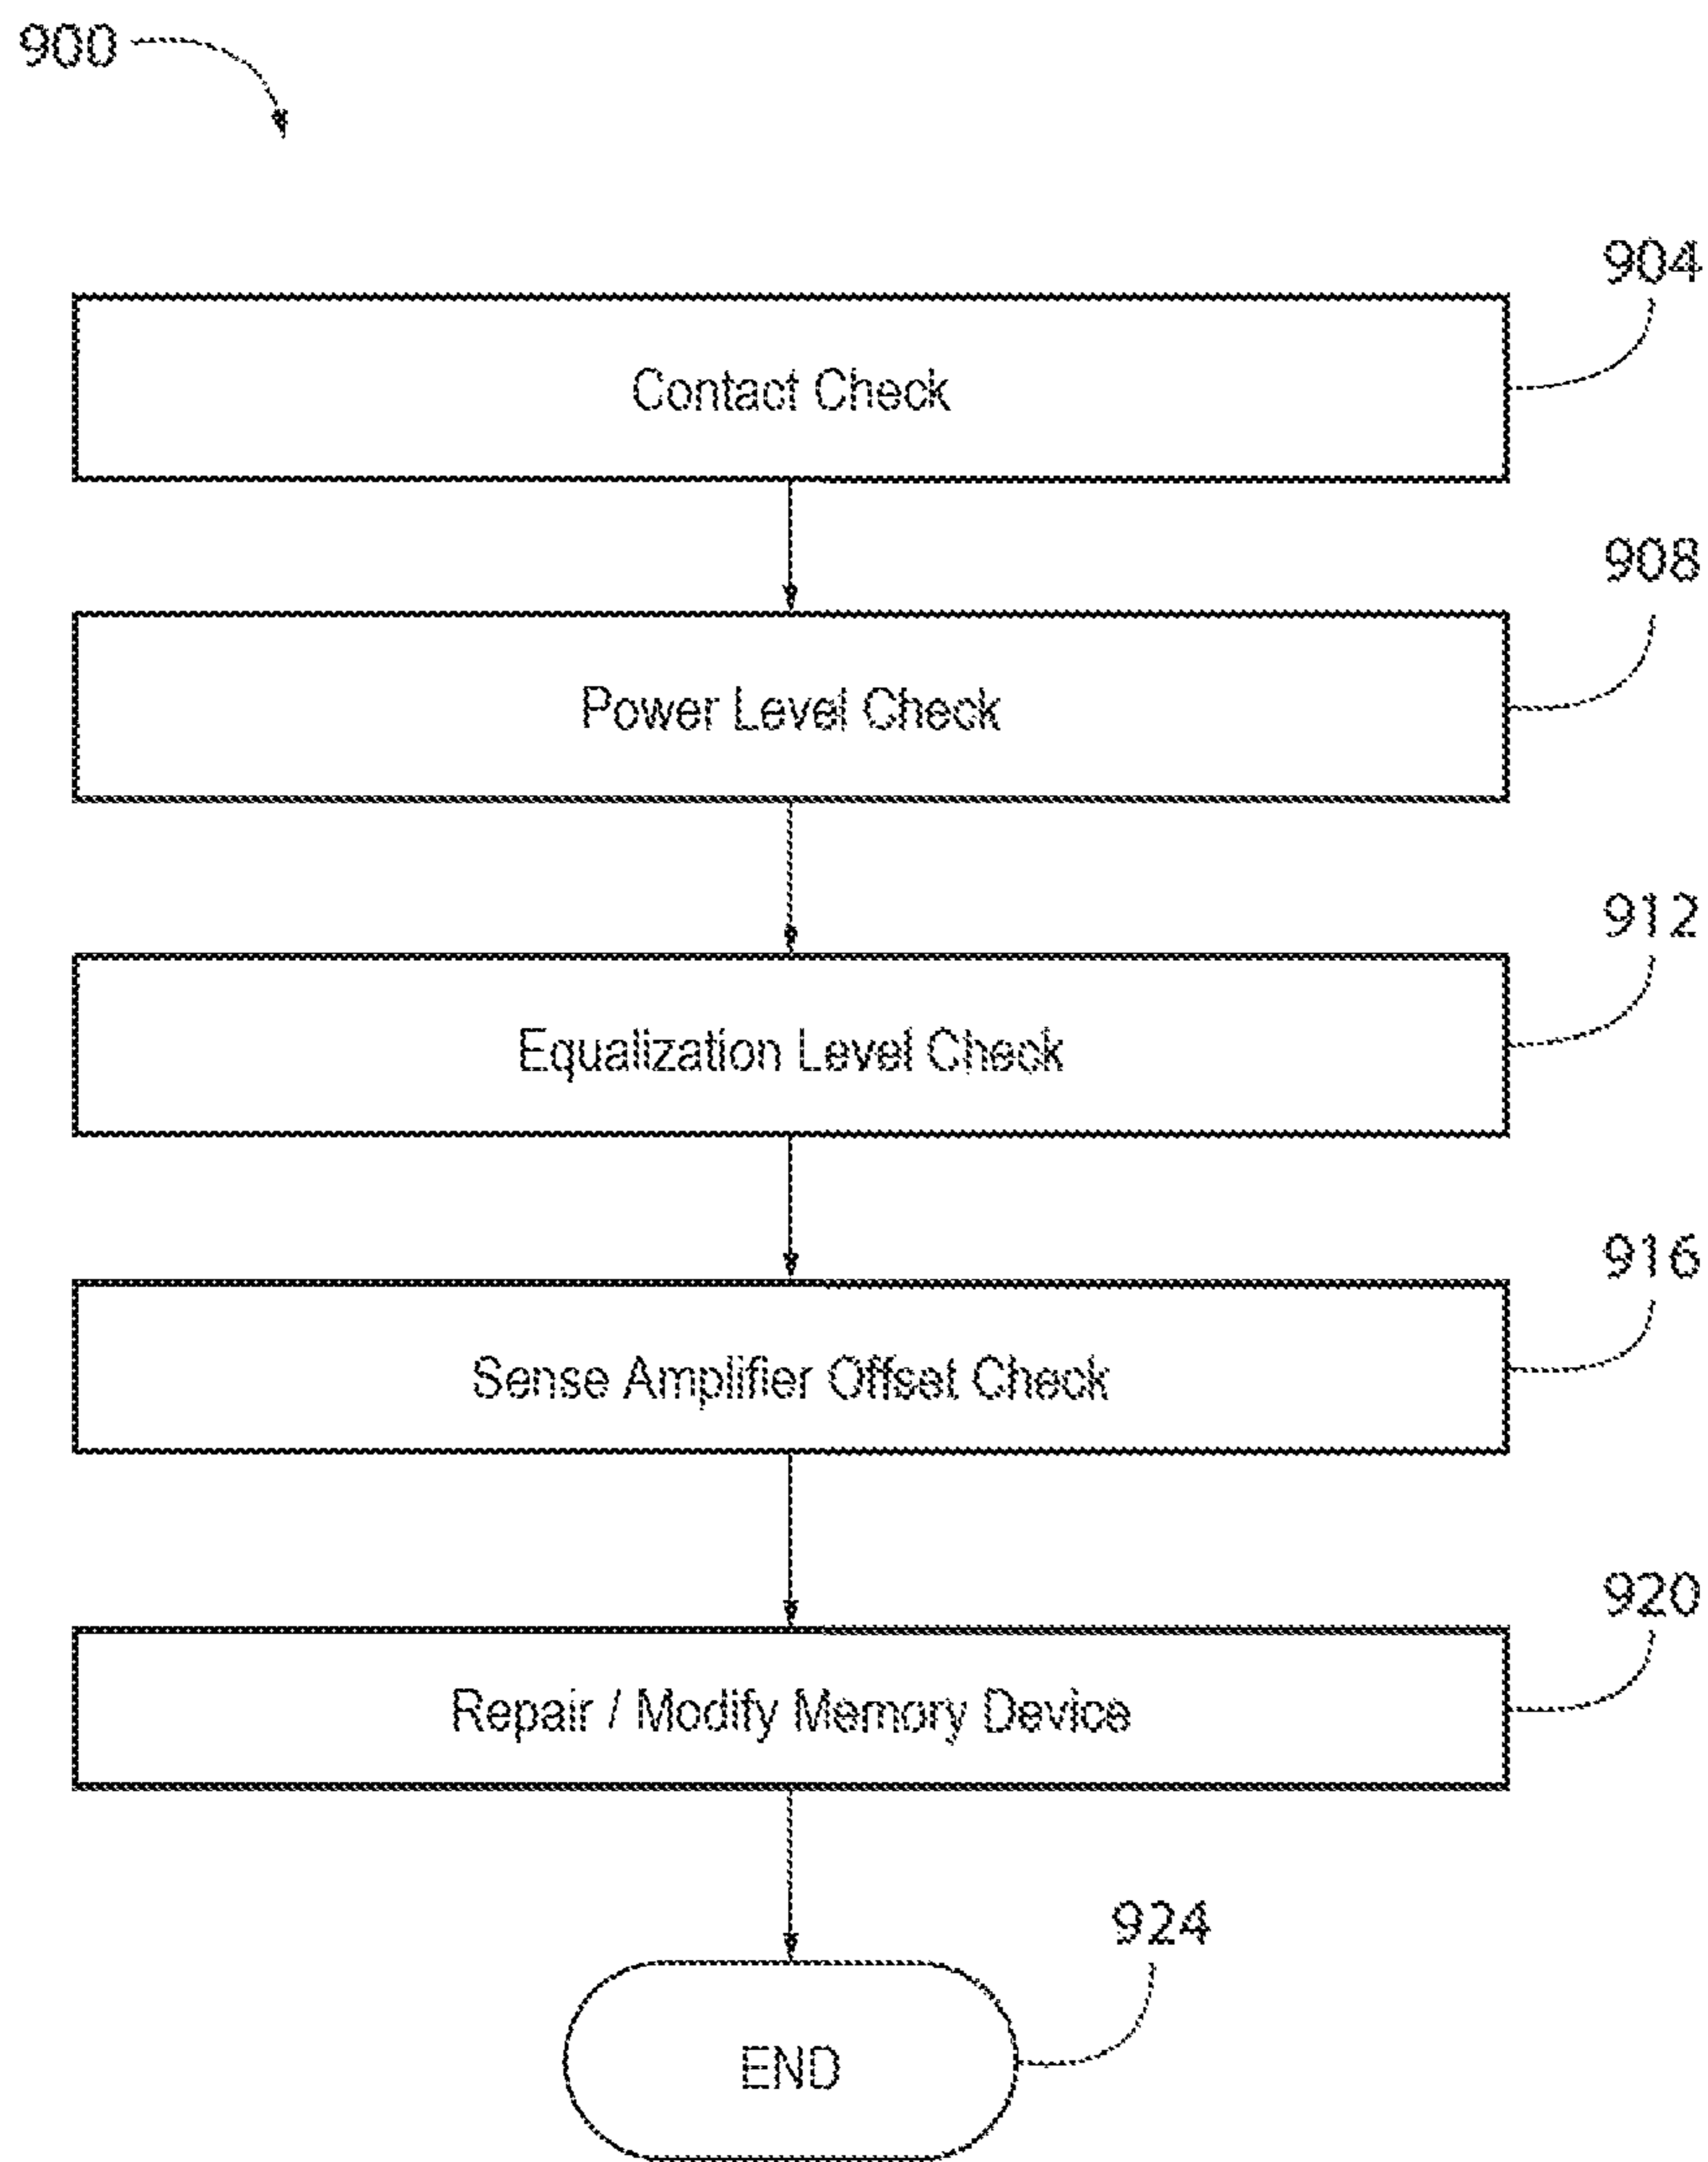 900
904
Contact Check
908
Power Level Check
912
Equalization Level Check
916
Sense Amplifier Offset Check
920
Repair / Modify Memory Device
924
END